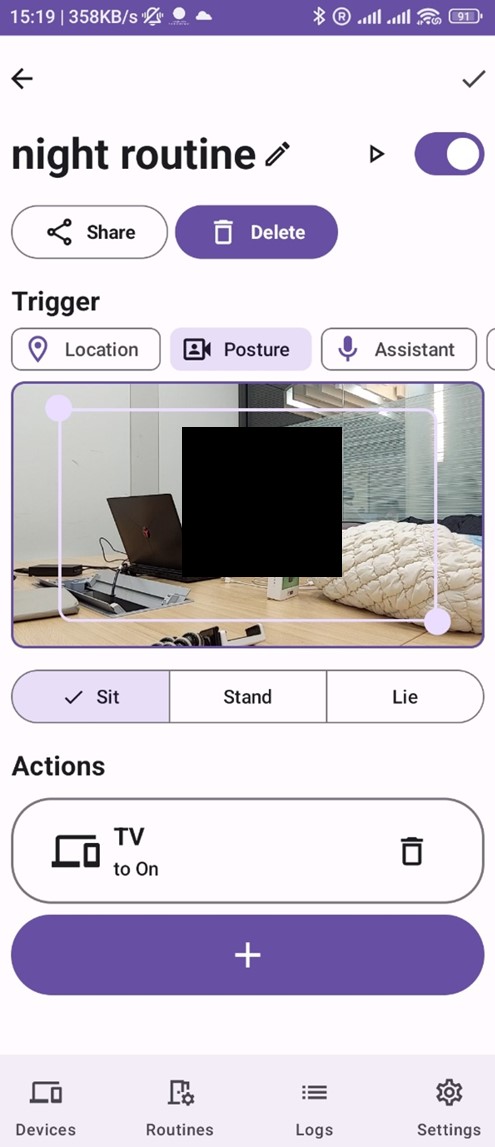 15:19 | 358KB/s 91
night routine
Share Delete
Trigger
Location Posture Assistant
Sit Stand Lie
Actions
TV
to On
Devices Routines Logs Settings